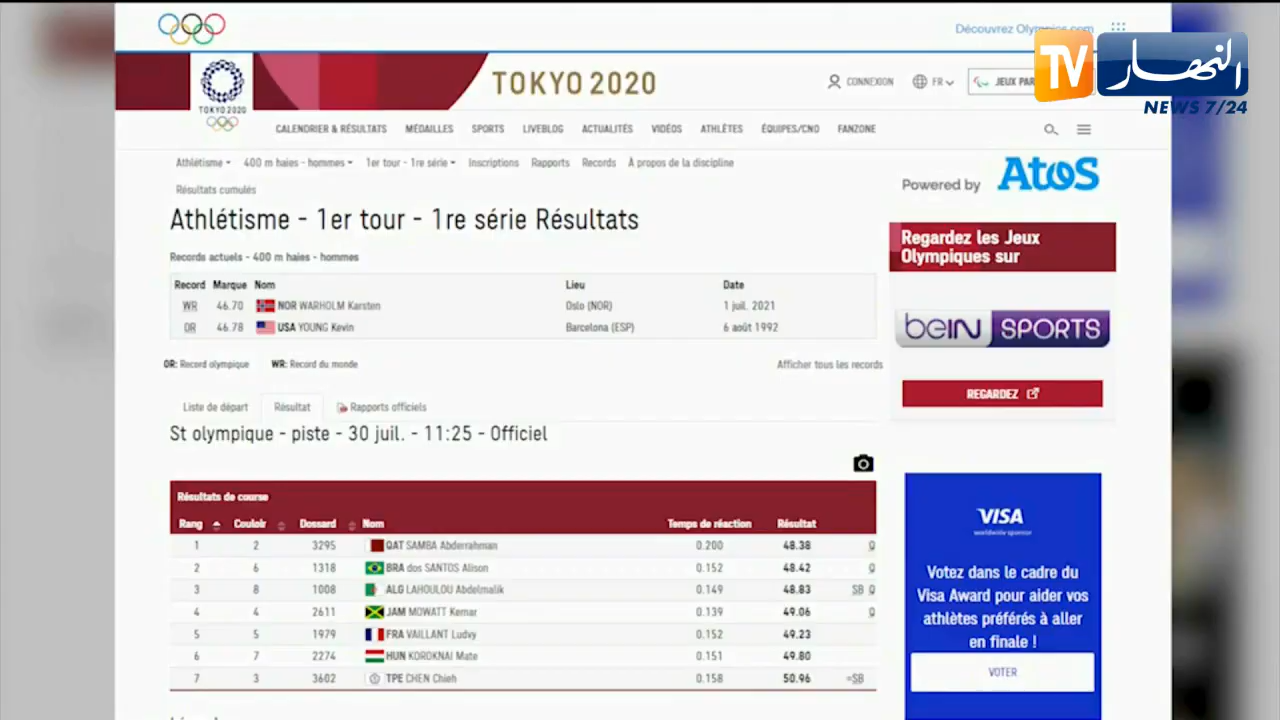 Découvrez Olympics.com
TV النهار
NEWS 7/24
TOKYO 2020
TOKYO 2020
CONNEXION
FR
JEUX PAR
CALENDRIER & RÉSULTATS MÉDAILLES SPORTS LIVEBLOG ACTUALITÉS VIDÉOS ATHLÈTES ÉQUIPES/CNO FANZONE
Athlétisme 400 m haies - hommes 1er tour - 1re série Inscriptions Rapports Records À propos de la discipline
Résultats cumulés
Powered by Atos
Athlétisme - 1er tour - 1re série Résultats
Regardez les Jeux
Olympiques sur
Records actuels - 400 m haies - hommes
Record Marque Nom Lieu Date
WR 46.70 NOR WARHOLM Karsten Oslo (NOR) 1 juil. 2021
OR 46.78 USA YOUNG Kevin Barcelona (ESP) 6 août 1992
beIN SPORTS
OR: Record olympique WR: Record du monde Afficher tous les records
REGARDEZ
Liste de départ Résultat Rapports officiels
St olympique - piste - 30 juil. - 11:25 - Officiel
Résultats de course
Rang Couloir Dossard Nom Temps de réaction Résultat
1 2 3295 QAT SAMBA Abderrahman 0.200 48.38 Q
2 6 1318 BRA dos SANTOS Alison 0.152 48.42 Q
3 8 1008 ALG LAHOULOU Abdelmalik 0.149 48.83 SB Q
4 4 2611 JAM MOWATT Kemar 0.139 49.06 Q
5 5 1979 FRA VAILLANT Ludvy 0.152 49.23
6 7 2274 HUN KOROKNAI Mate 0.151 49.80
7 3 3602 TPE CHEN Chieh 0.158 50.96 =SB
VISA
worldwide sponsor
Votez dans le cadre du
Visa Award pour aider vos
athlètes préférés à aller
en finale !
VOTER